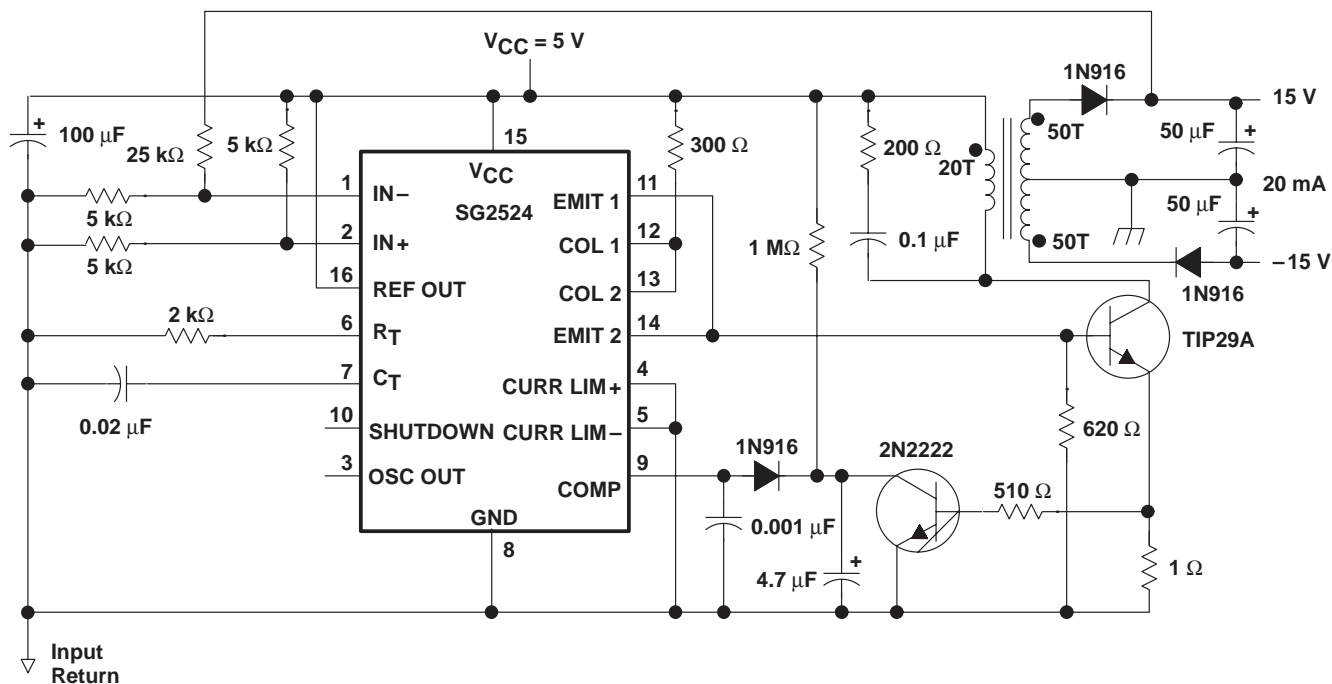 VCC = 5 V
1N916
15 V
100 µF
25 kΩ
5 kΩ
15
300 Ω
200 Ω
20T
50T
50 µF
20 mA
50 µF
–15 V
1N916
50T
VCC
SG2524
5 kΩ
1
IN–
EMIT 1
11
5 kΩ
2
IN+
COL 1
12
1 MΩ
0.1 µF
16
REF OUT
COL 2
13
2 kΩ
6
RT
EMIT 2
14
TIP29A
0.02 µF
7
CT
CURR LIM+
4
10
SHUTDOWN
CURR LIM–
5
620 Ω
3
OSC OUT
COMP
9
1N916
2N2222
510 Ω
GND
8
0.001 µF
4.7 µF
1 Ω
Input
Return
+
+
+
+